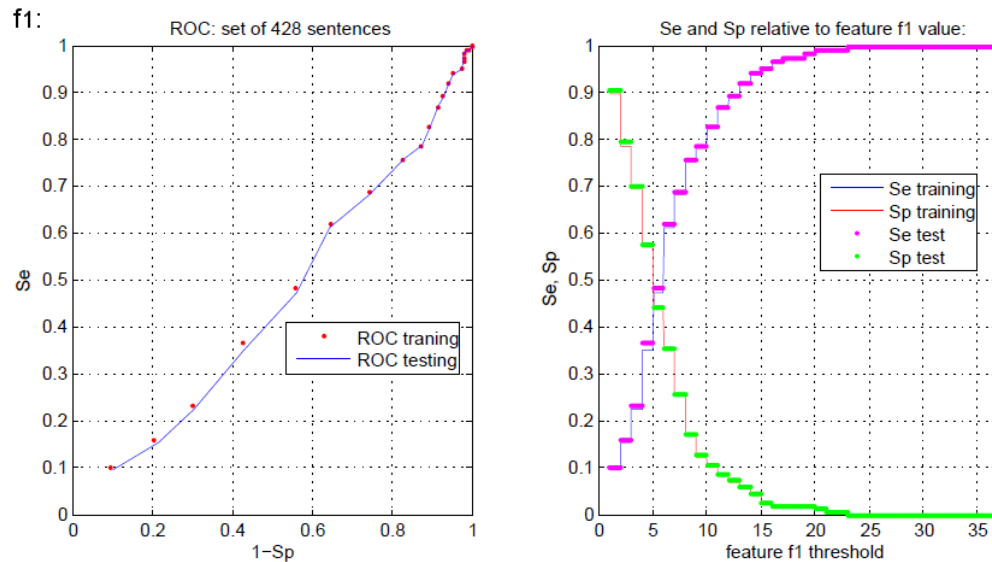 f1:
ROC: set of 428 sentences
1
0.9
0.8
0.7
0.6
0.5
0.4
0.3
0.2
0.1
0
Se
0
0.2
0.4
0.6
0.8
1
1−Sp
ROC traning
ROC testing
Se and Sp relative to feature f1 value:
1
0.9
0.8
0.7
0.6
0.5
0.4
0.3
0.2
0.1
0
Se, Sp
0
5
10
15
20
25
30
35
feature f1 threshold
Se training
Sp training
Se test
Sp test